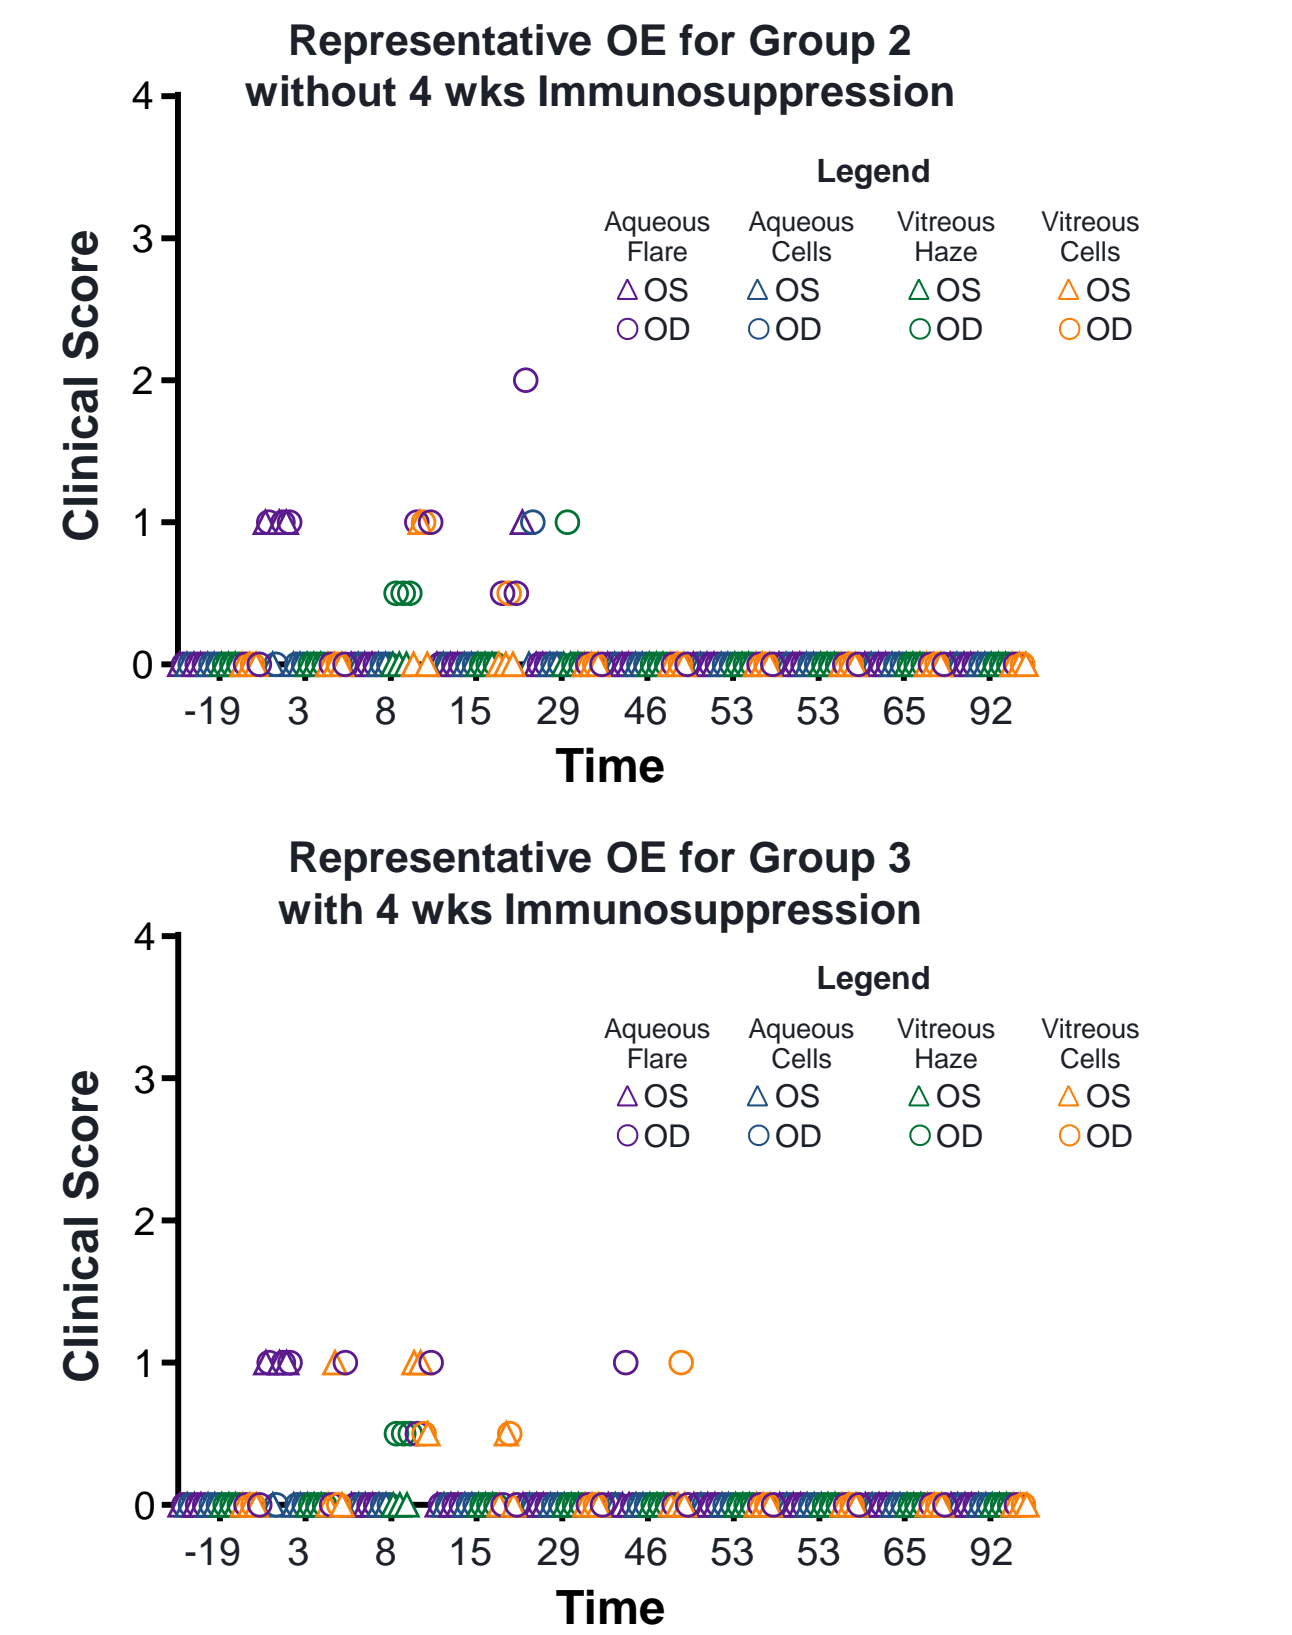 Representative OE for Group 2
without 4 wks Immunosuppression
4
3
2
1
0
Clinical Score
Legend
Aqueous Flare
Aqueous Cells
Vitreous Haze
Vitreous Cells
OS OS OS OS
OD OD OD OD
-19 3 8 15 29 46 53 53 65 92
Time
Representative OE for Group 3
with 4 wks Immunosuppression
4
3
2
1
0
Clinical Score
Legend
Aqueous Flare
Aqueous Cells
Vitreous Haze
Vitreous Cells
OS OS OS OS
OD OD OD OD
-19 3 8 15 29 46 53 53 65 92
Time